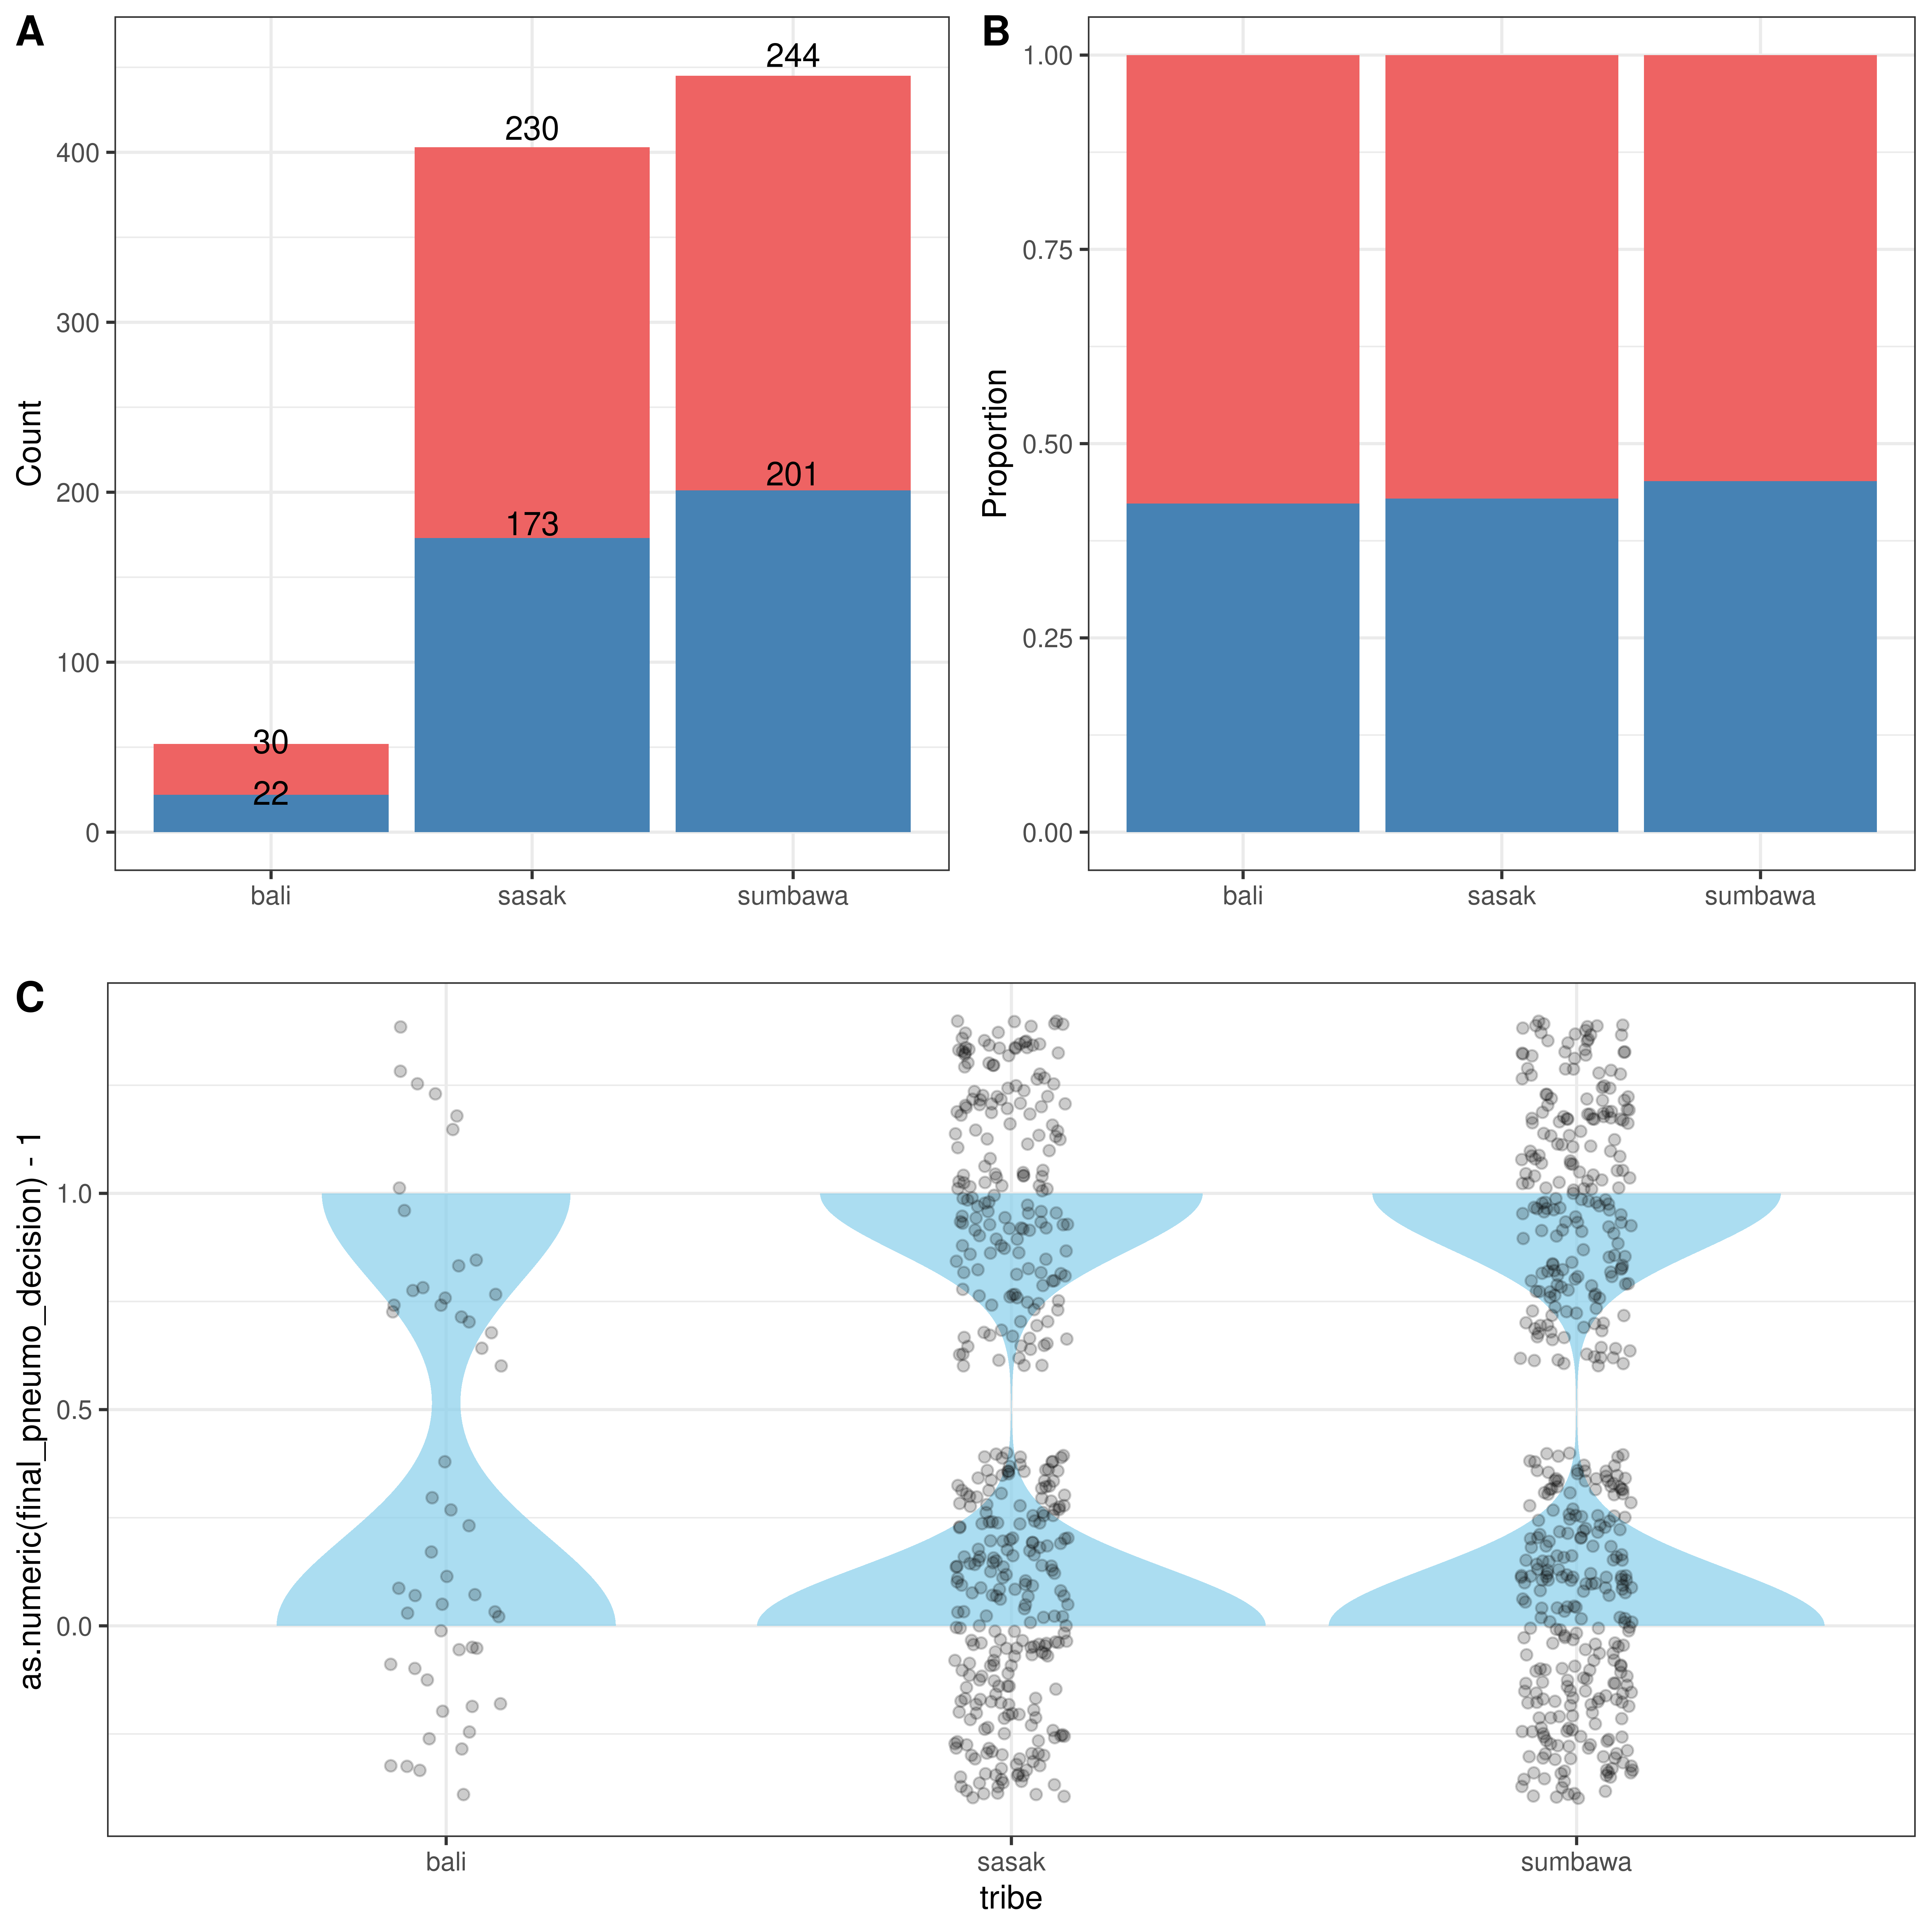 A
Count
400
300
200
100
0
244
230
201
173
30
22
bali
sasak
sumbawa
B
Proportion
1.00
0.75
0.50
0.25
0.00
bali
sasak
sumbawa
C
as.numeric(final_pneumo_decision) - 1
1.0
0.5
0.0
bali
sasak
sumbawa
tribe